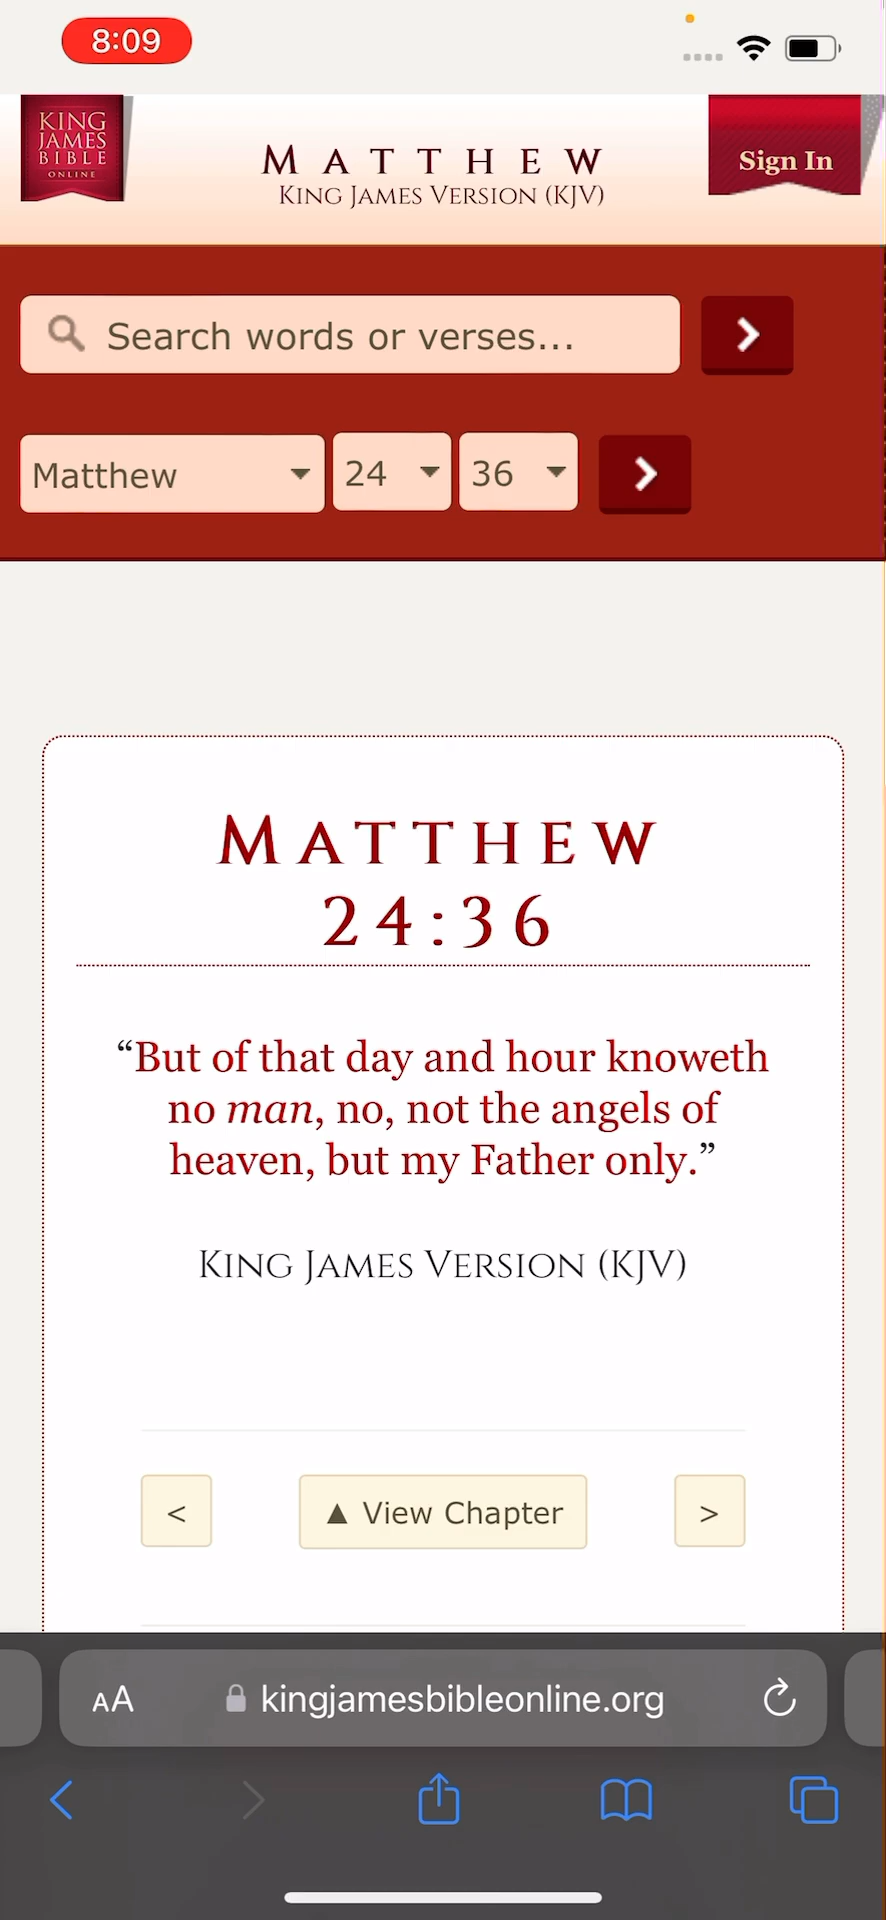 8:09
KING
JAMES
BIBLE
ONLINE
MATTHEW
KING JAMES VERSION (KJV)
Sign In
Search words or verses...
Matthew
24
36
MATTHEW
24:36
“But of that day and hour knoweth
no man, no, not the angels of
heaven, but my Father only.”
KING JAMES VERSION (KJV)
<
▲ View Chapter
>
AA
kingjamesbibleonline.org